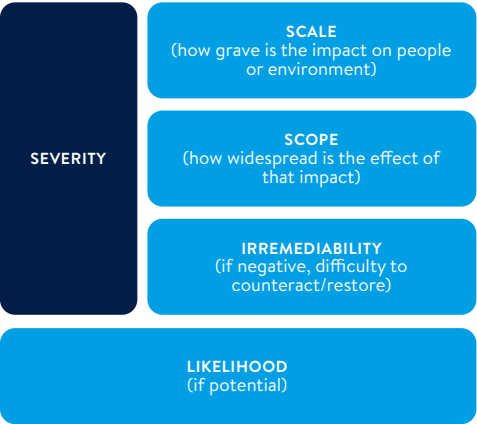 SEVERITY
SCALE
(how grave is the impact on people
or environment)
SCOPE
(how widespread is the effect of
that impact)
IRREMEDIABILITY
(if negative, difficulty to
counteract/restore)
LIKELIHOOD
(if potential)